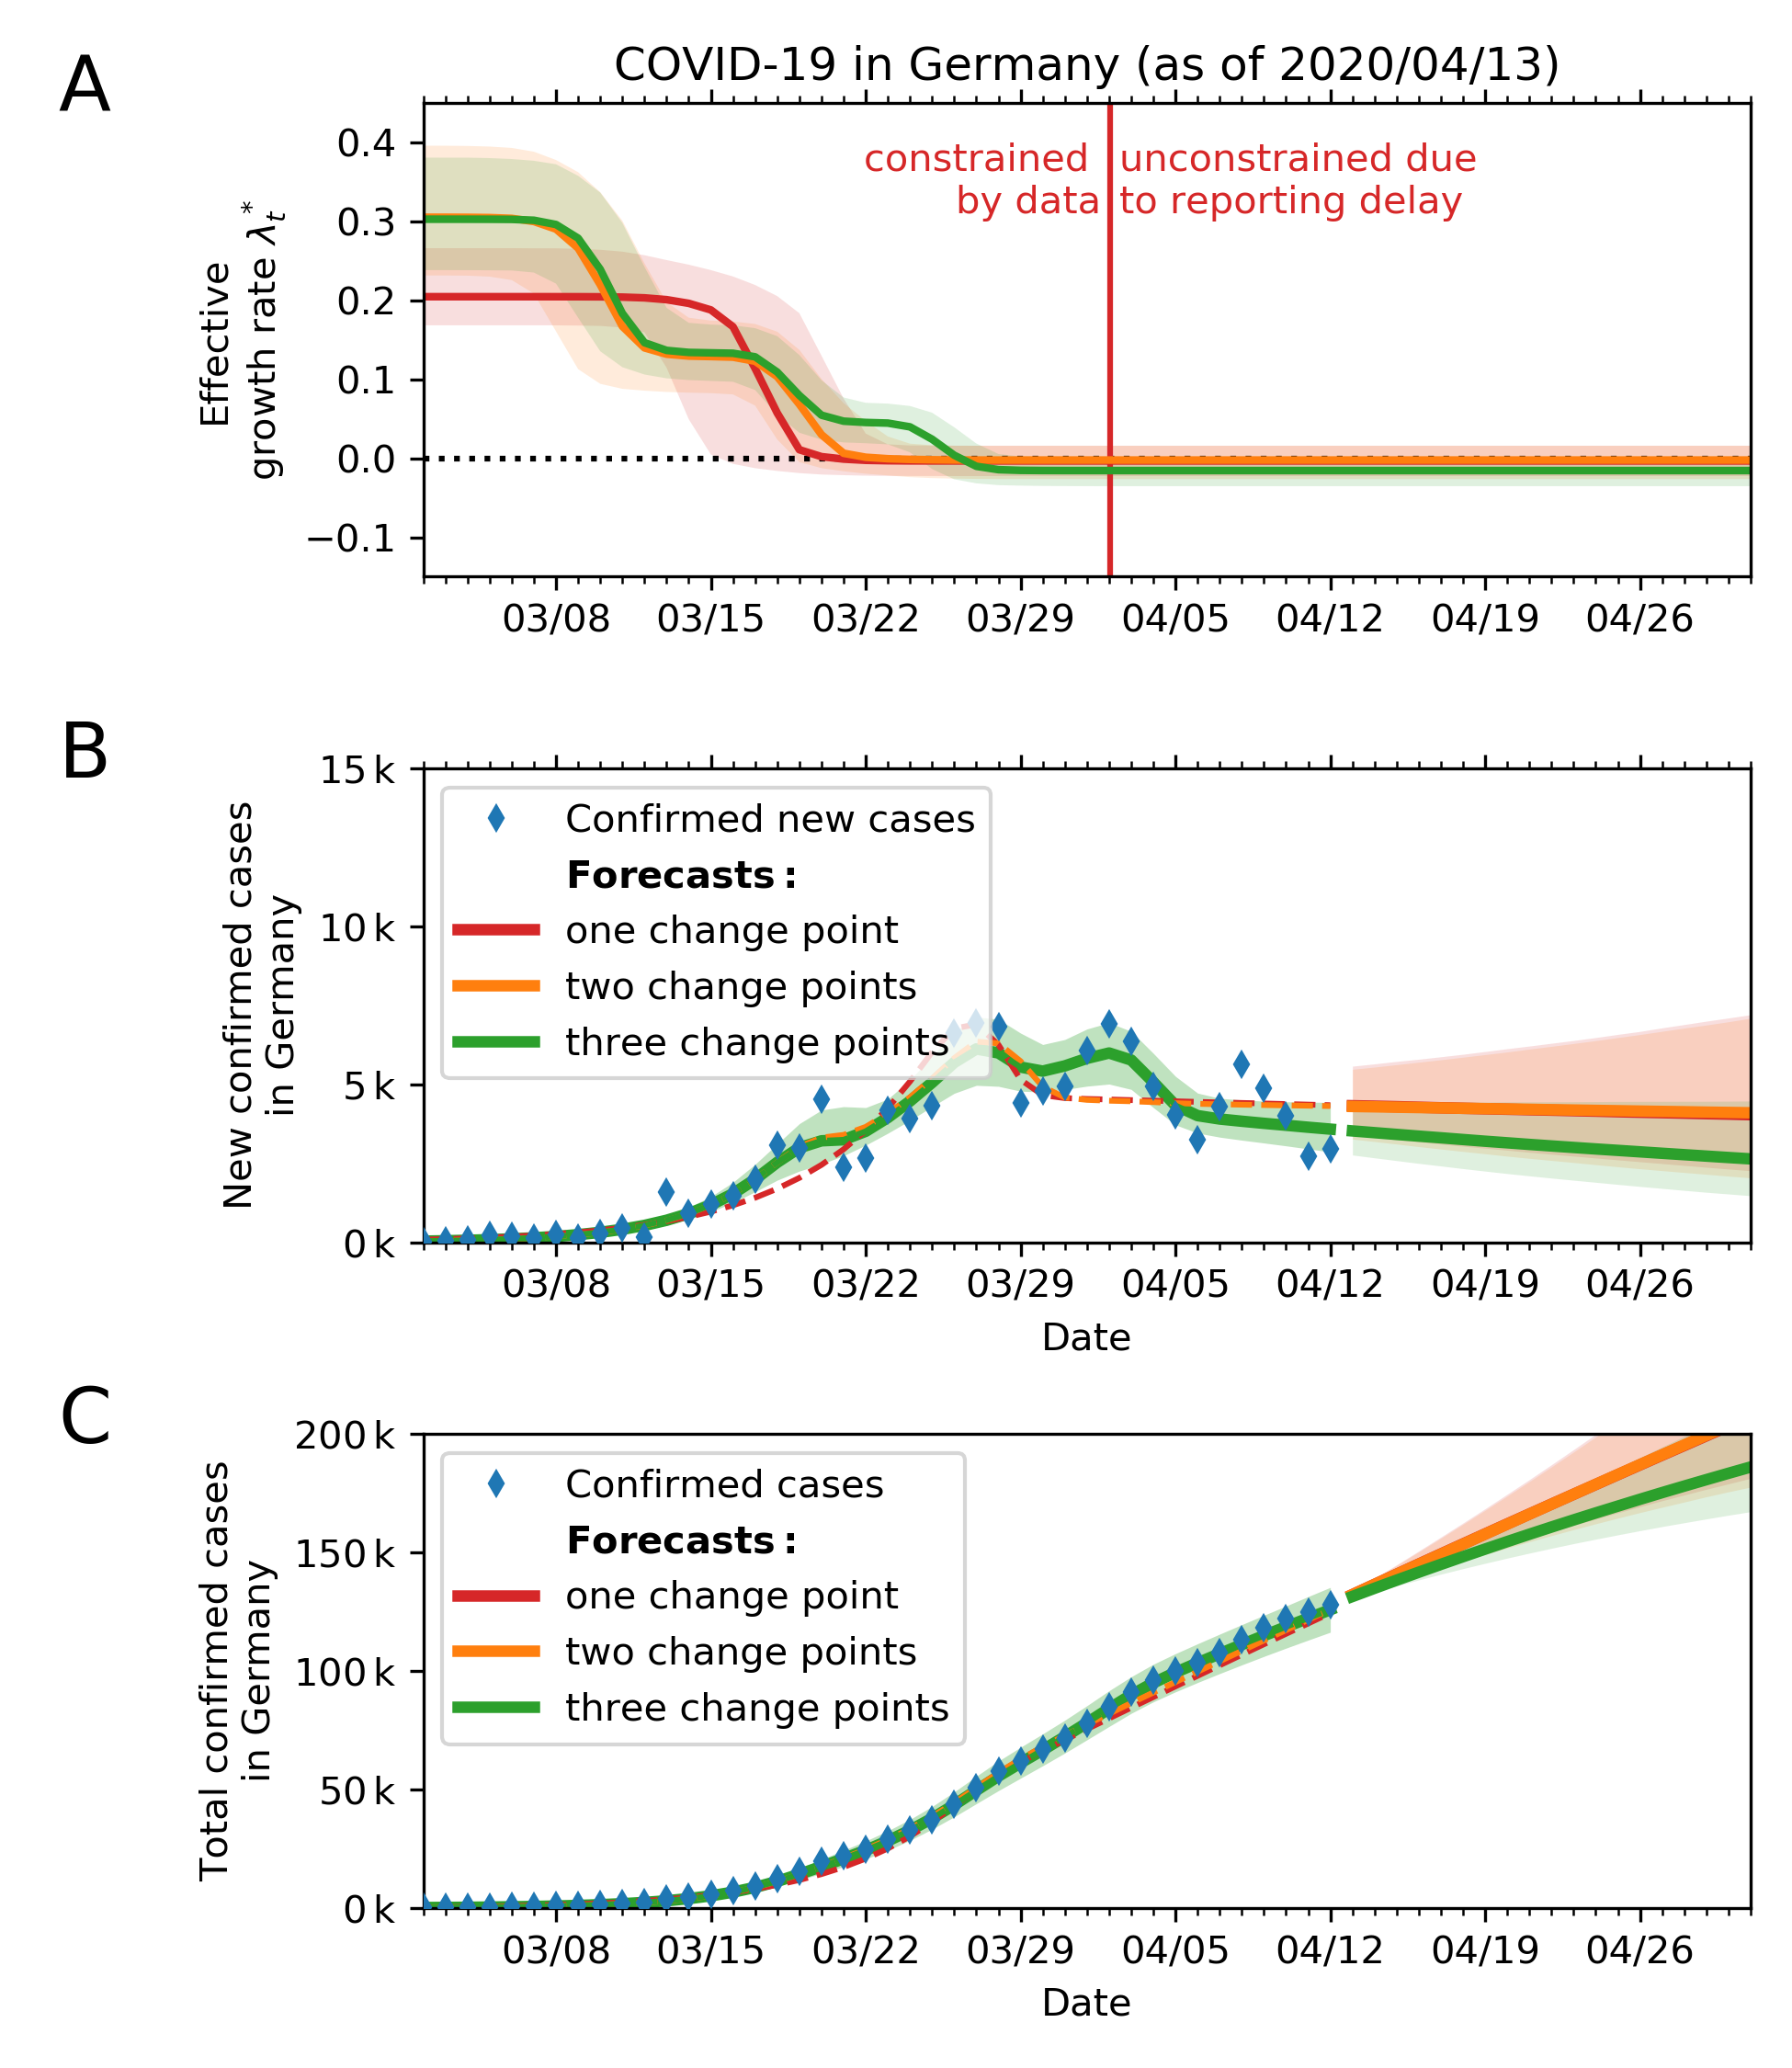 A
COVID-19 in Germany (as of 2020/04/13)
Effective
growth rate λ*t
0.4
0.3
0.2
0.1
0.0
−0.1
constrained
by data
unconstrained due
to reporting delay
03/08 03/15 03/22 03/29 04/05 04/12 04/19 04/26
B
New confirmed cases
in Germany
15 k
10 k
5 k
0 k
Confirmed new cases
Forecasts:
one change point
two change points
three change points
03/08 03/15 03/22 03/29 04/05 04/12 04/19 04/26
Date
C
Total confirmed cases
in Germany
200 k
150 k
100 k
50 k
0 k
Confirmed cases
Forecasts:
one change point
two change points
three change points
03/08 03/15 03/22 03/29 04/05 04/12 04/19 04/26
Date